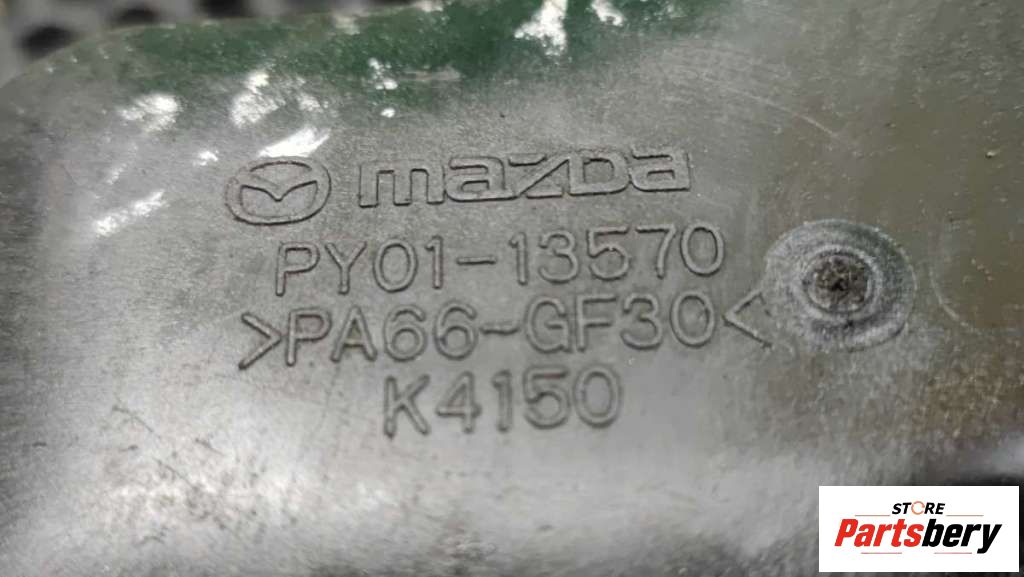 mazda
PY01-13570
>PA66-GF30<
K4150
STORE
Partsbery